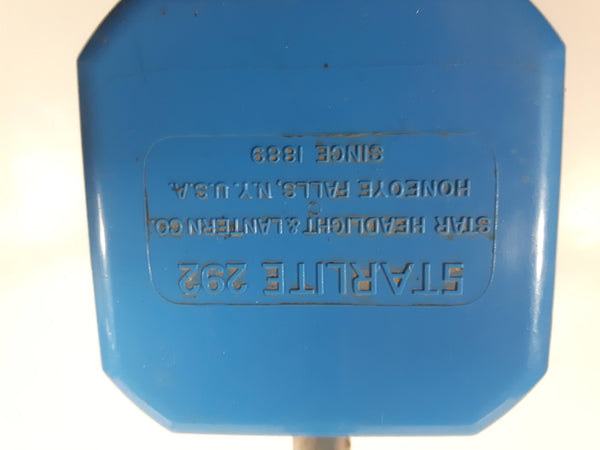 STARLITE 292
STAR HEADLIGHT & LANTERN CO.
©
HONEOYE FALLS, N.Y. U.S.A.
SINCE 1889